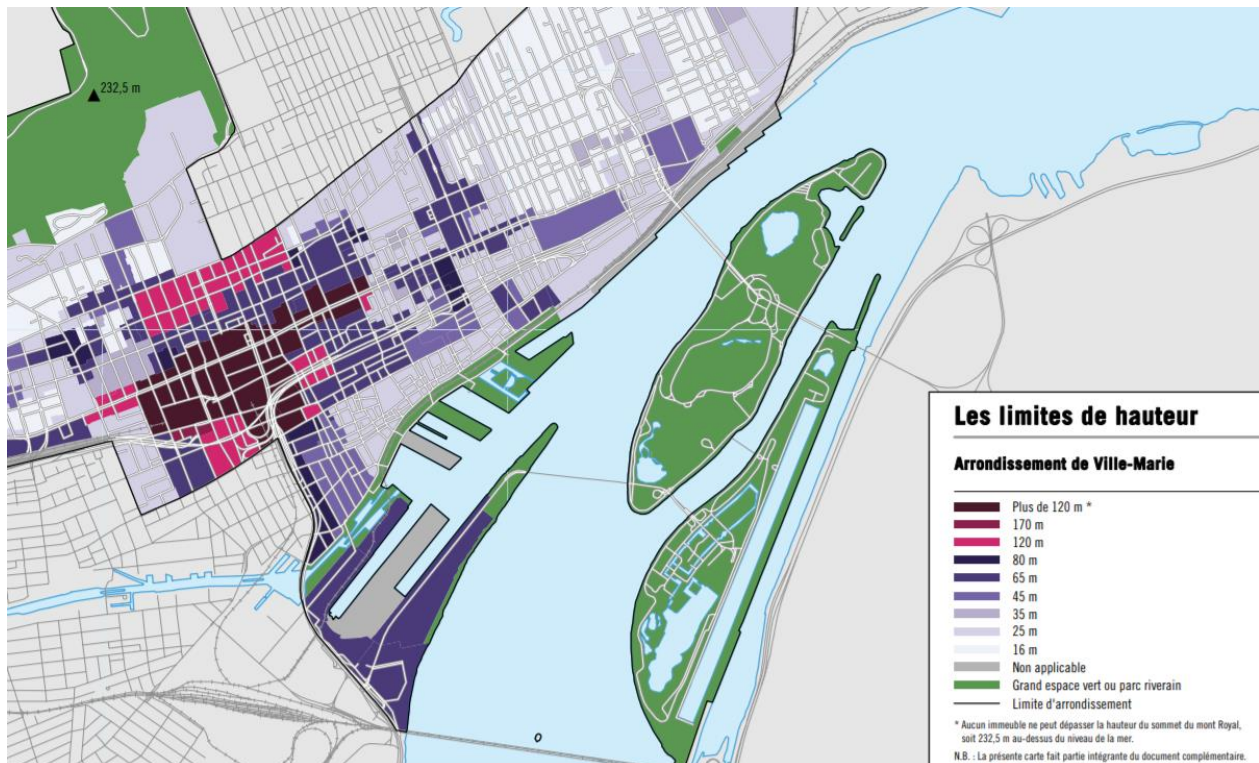 232,5 m
Les limites de hauteur
Arrondissement de Ville-Marie
Plus de 120 m *
170 m
120 m
80 m
65 m
45 m
35 m
25 m
16 m
Non applicable
Grand espace vert ou parc riverain
Limite d'arrondissement
* Aucun immeuble ne peut dépasser la hauteur du sommet du mont Royal,
soit 232,5 m au-dessus du niveau de la mer.
N.B. : La présente carte fait partie intégrante du document complémentaire.